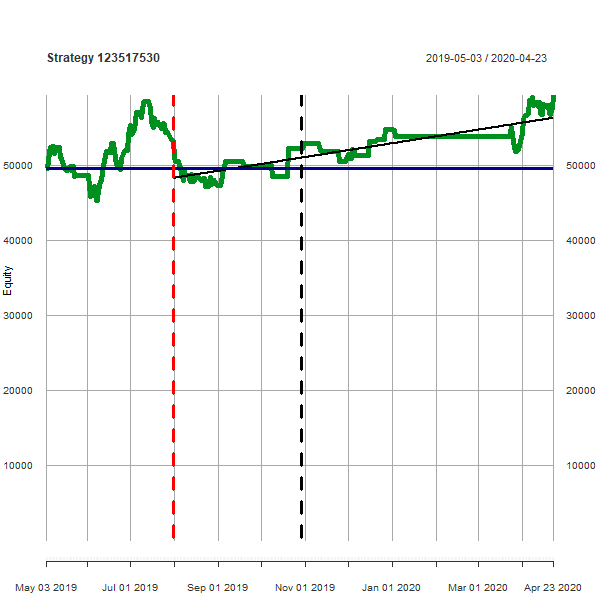 Strategy 123517530
2019-05-03 / 2020-04-23
Equity
50000
50000
40000
40000
30000
30000
20000
20000
10000
10000
May 03 2019
Jul 01 2019
Sep 01 2019
Nov 01 2019
Jan 01 2020
Mar 01 2020
Apr 23 2020